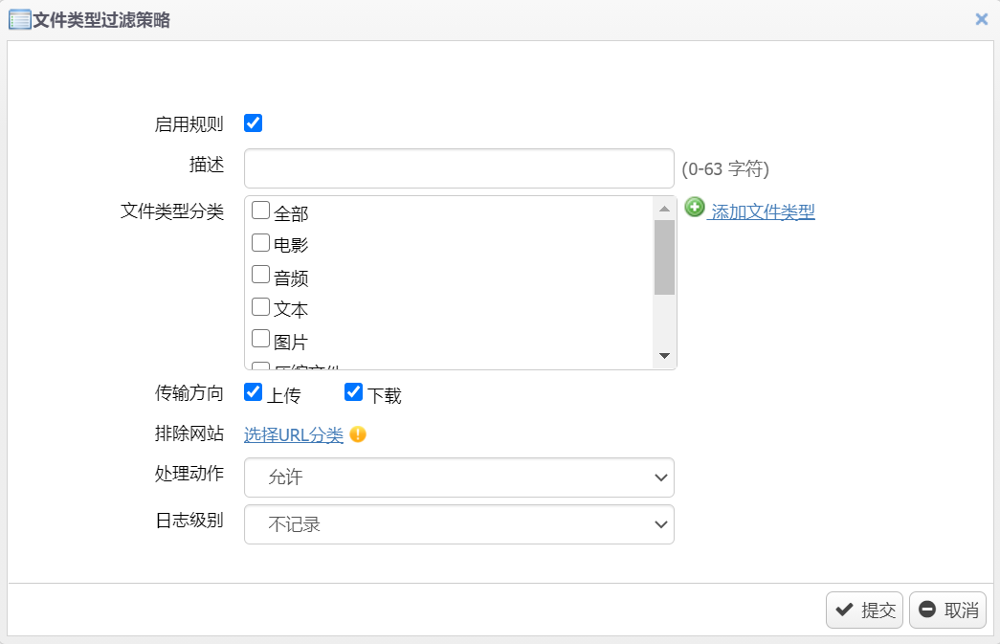 文件类型过滤策略
启用规则
描述 (0-63 字符)
文件类型分类 全部 添加文件类型
电影
音频
文本
图片
压缩文件
传输方向 上传 下载
排除网站 选择URL分类
处理动作 允许
日志级别 不记录
提交 取消